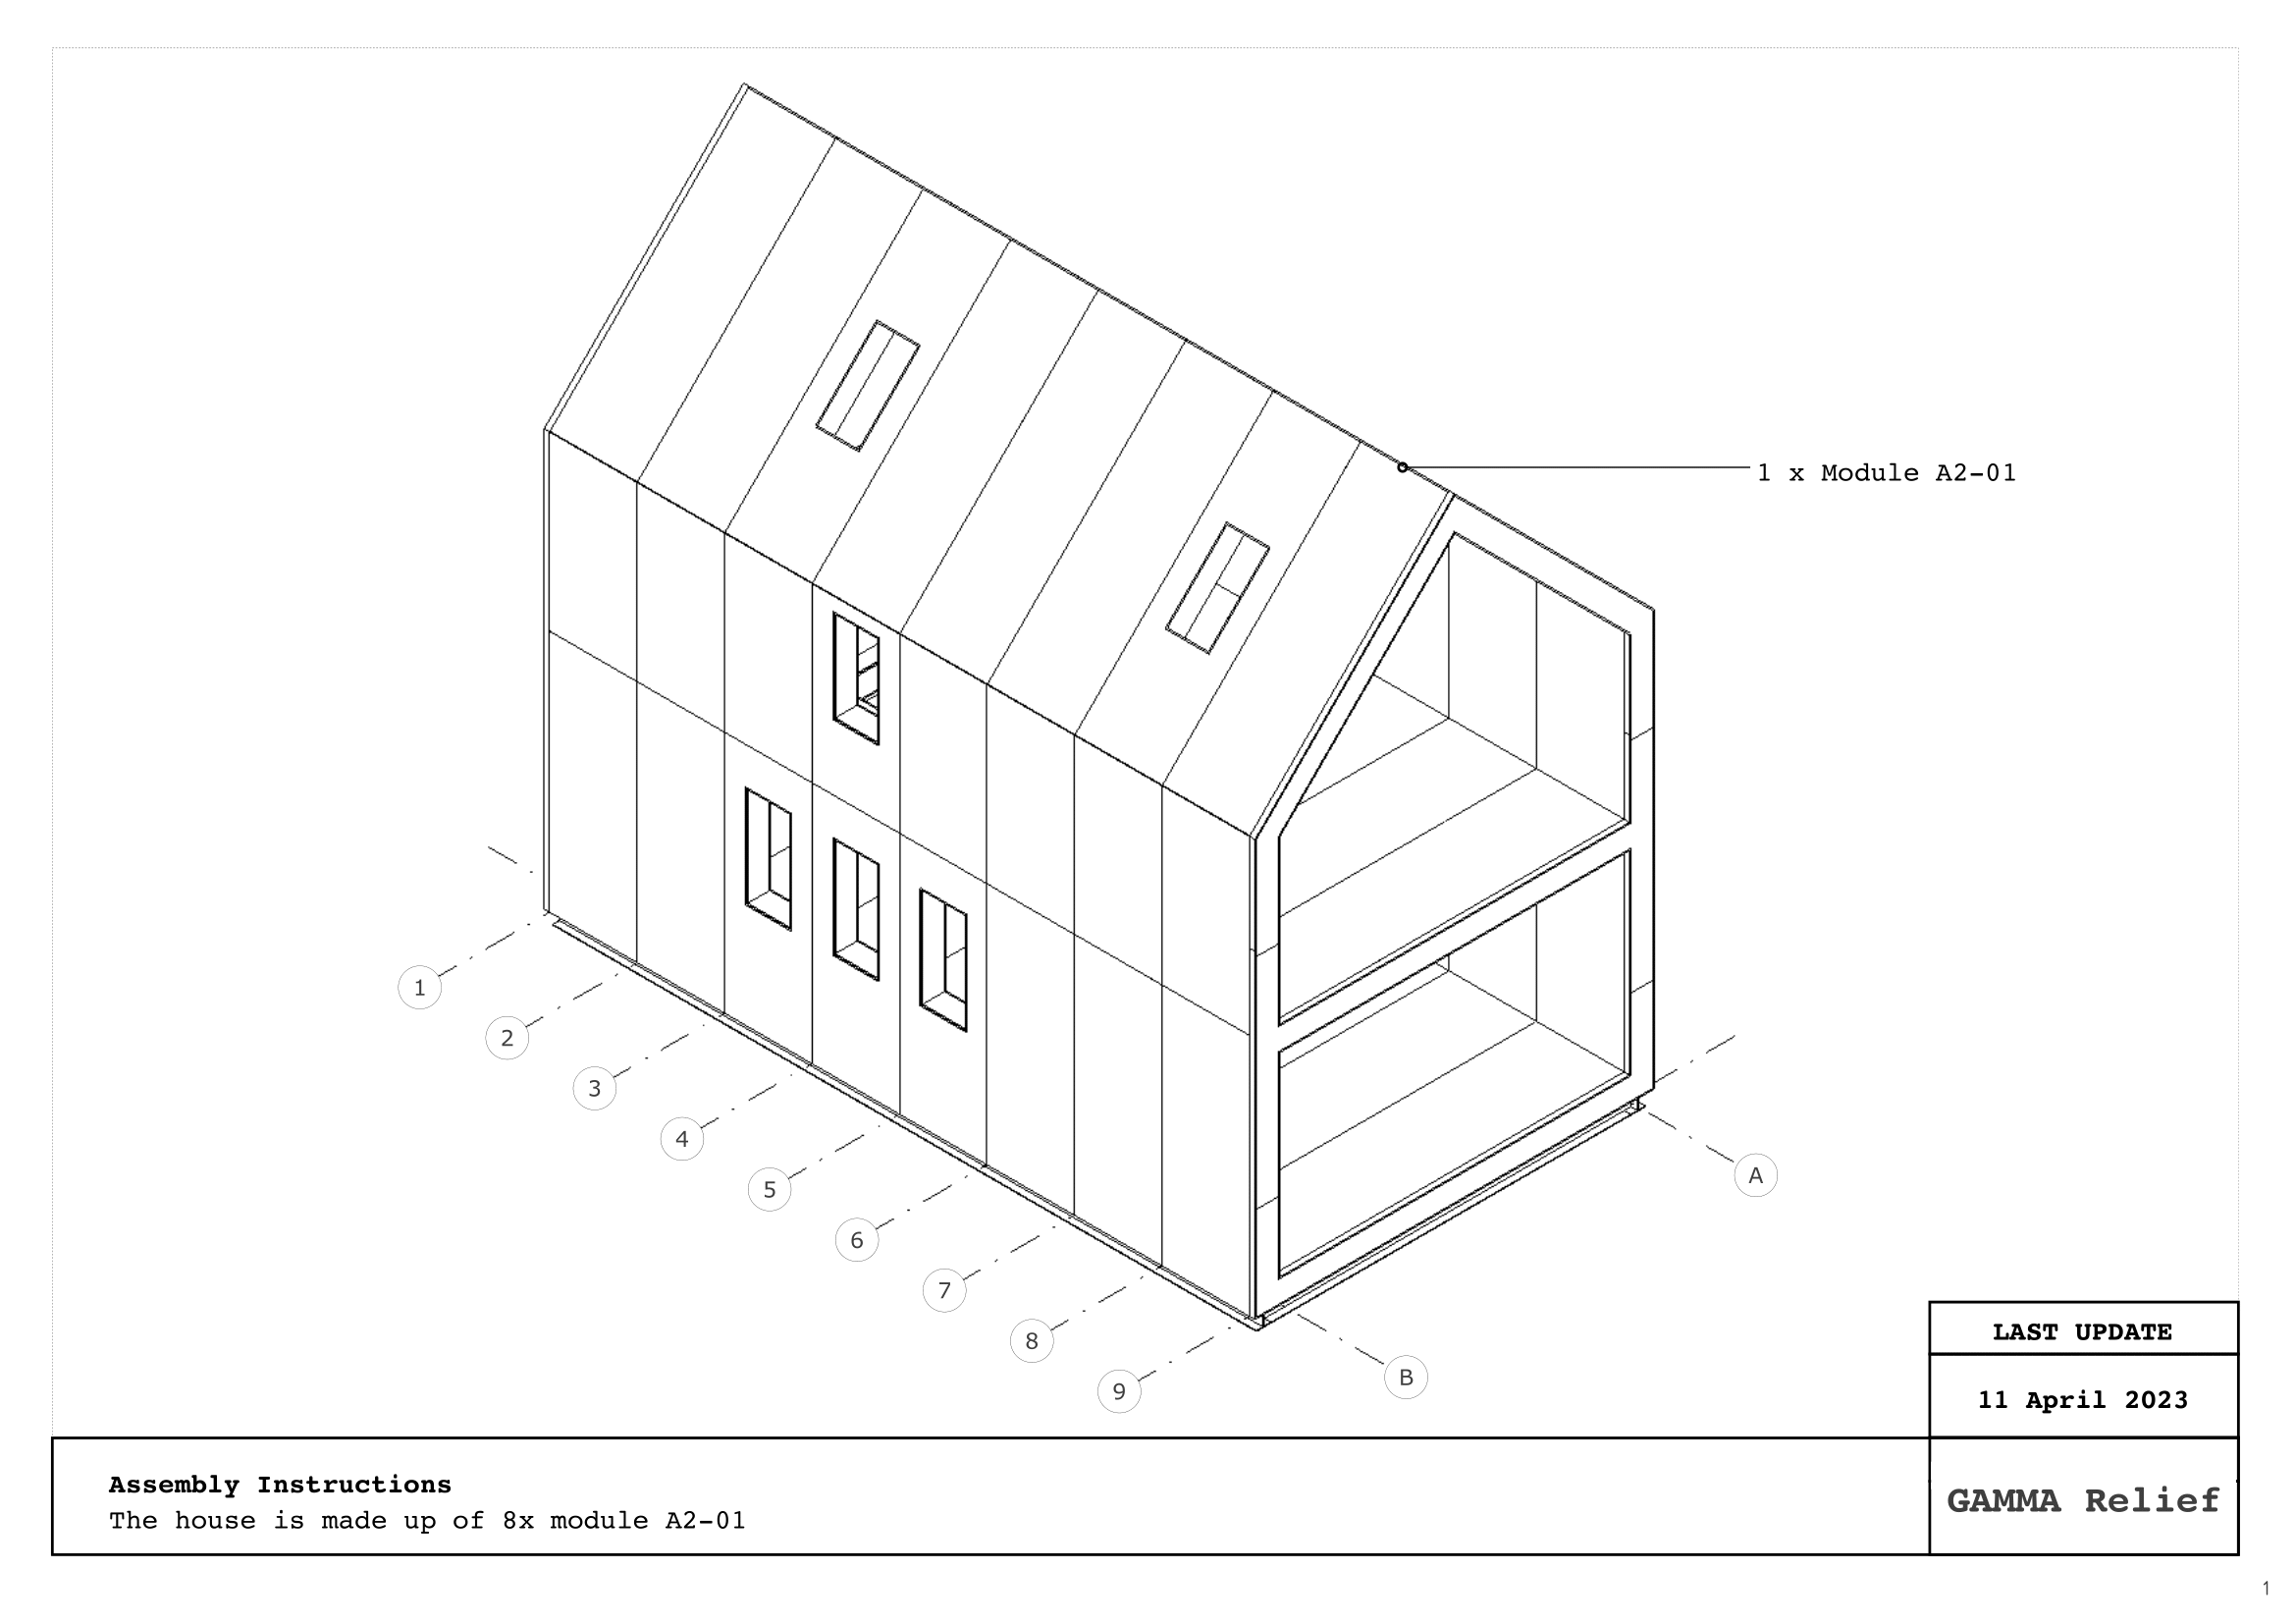 1 x Module A2-01
1
2
3
4
5
6
7
8
9
A
B
LAST UPDATE
11 April 2023
Assembly Instructions
The house is made up of 8x module A2-01
GAMMA Relief
1